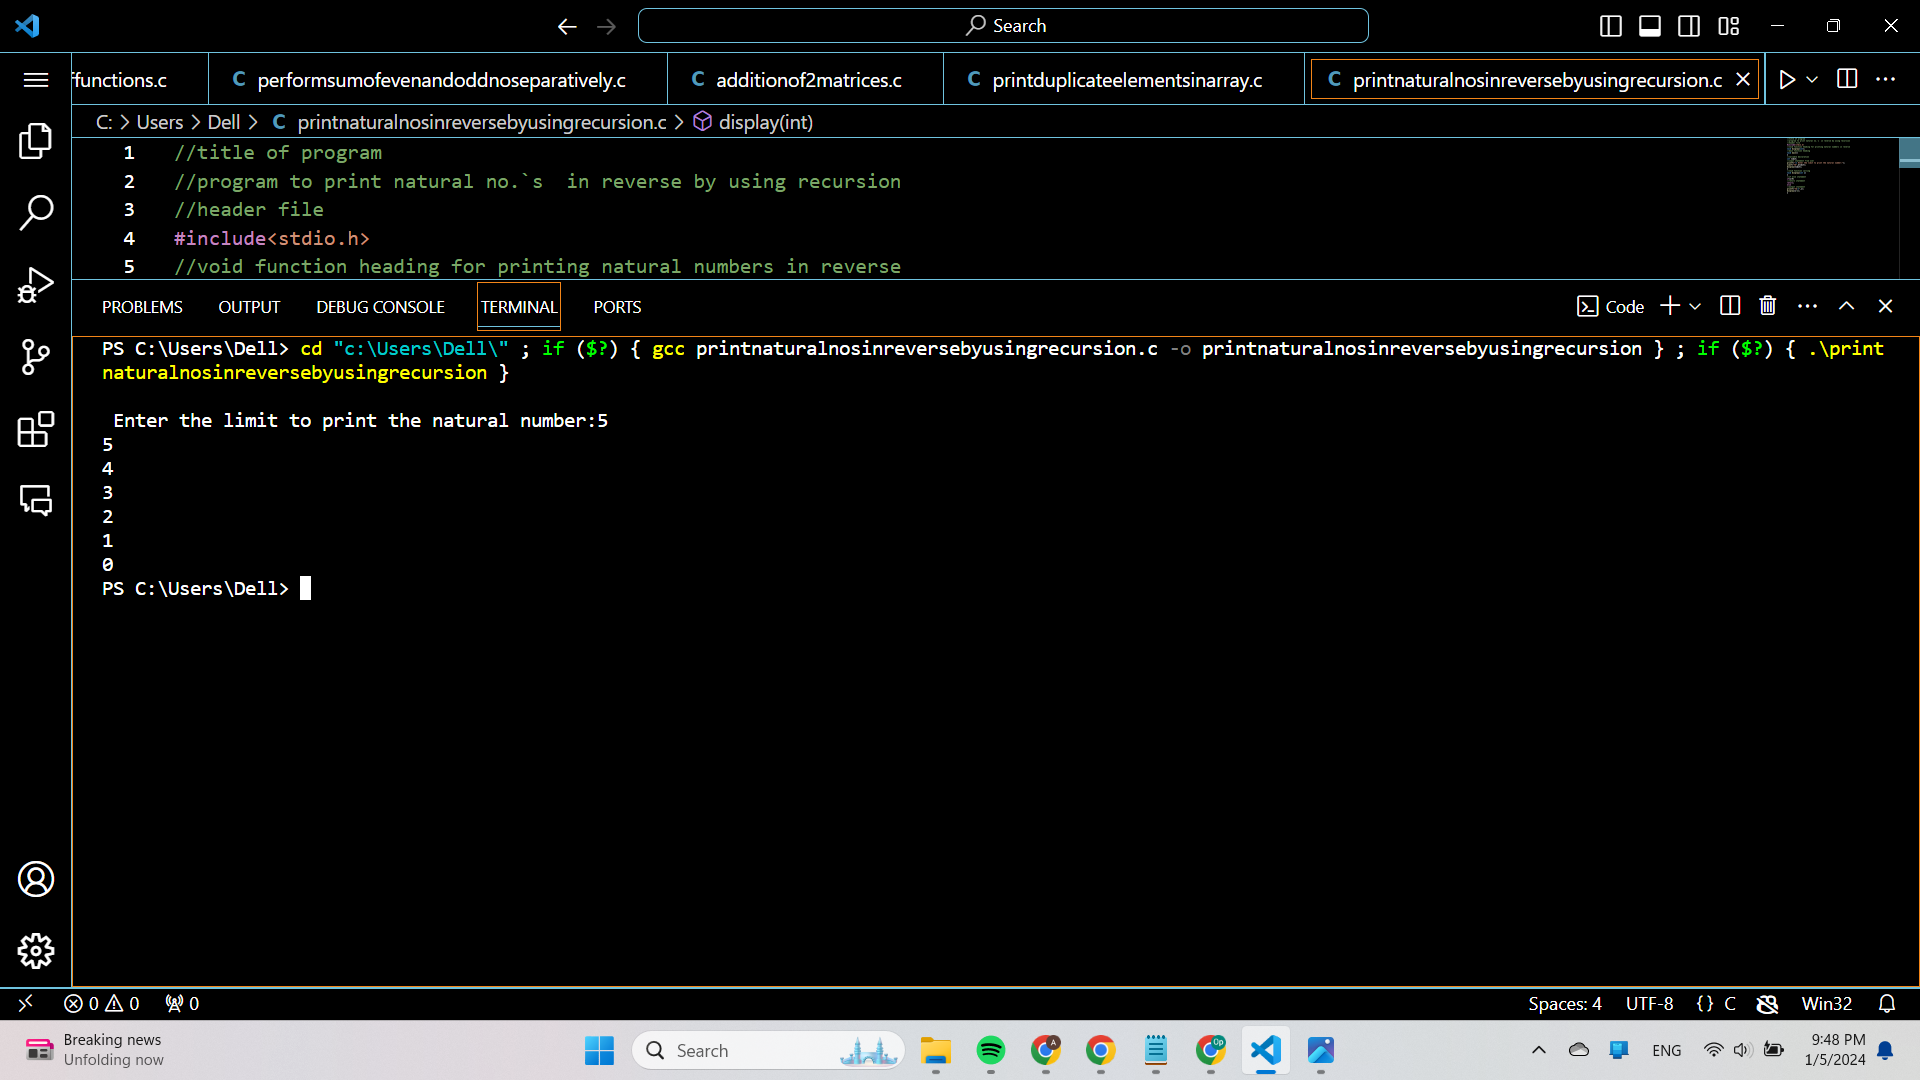 Search
ffunctions.c
C performsumofevenandoddnoseparatively.c
C additionof2matrices.c
C printduplicateelementsinarray.c
C printnaturalnosinreversebyusingrecursion.c
C: > Users > Dell > C printnaturalnosinreversebyusingrecursion.c > display(int)
1 //title of program
2 //program to print natural no.`s  in reverse by using recursion
3 //header file
4 #include<stdio.h>
5 //void function heading for printing natural numbers in reverse
PROBLEMS OUTPUT DEBUG CONSOLE TERMINAL PORTS
Code
PS C:\Users\Dell> cd "c:\Users\Dell\" ; if ($?) { gcc printnaturalnosinreversebyusingrecursion.c -o printnaturalnosinreversebyusingrecursion } ; if ($?) { .\print
naturalnosinreversebyusingrecursion }
Enter the limit to print the natural number:5
5
4
3
2
1
0
PS C:\Users\Dell>
0 0 0
Spaces: 4 UTF-8 {} C Win32
Breaking news
Unfolding now
Search
A
Op
ENG
9:48 PM
1/5/2024